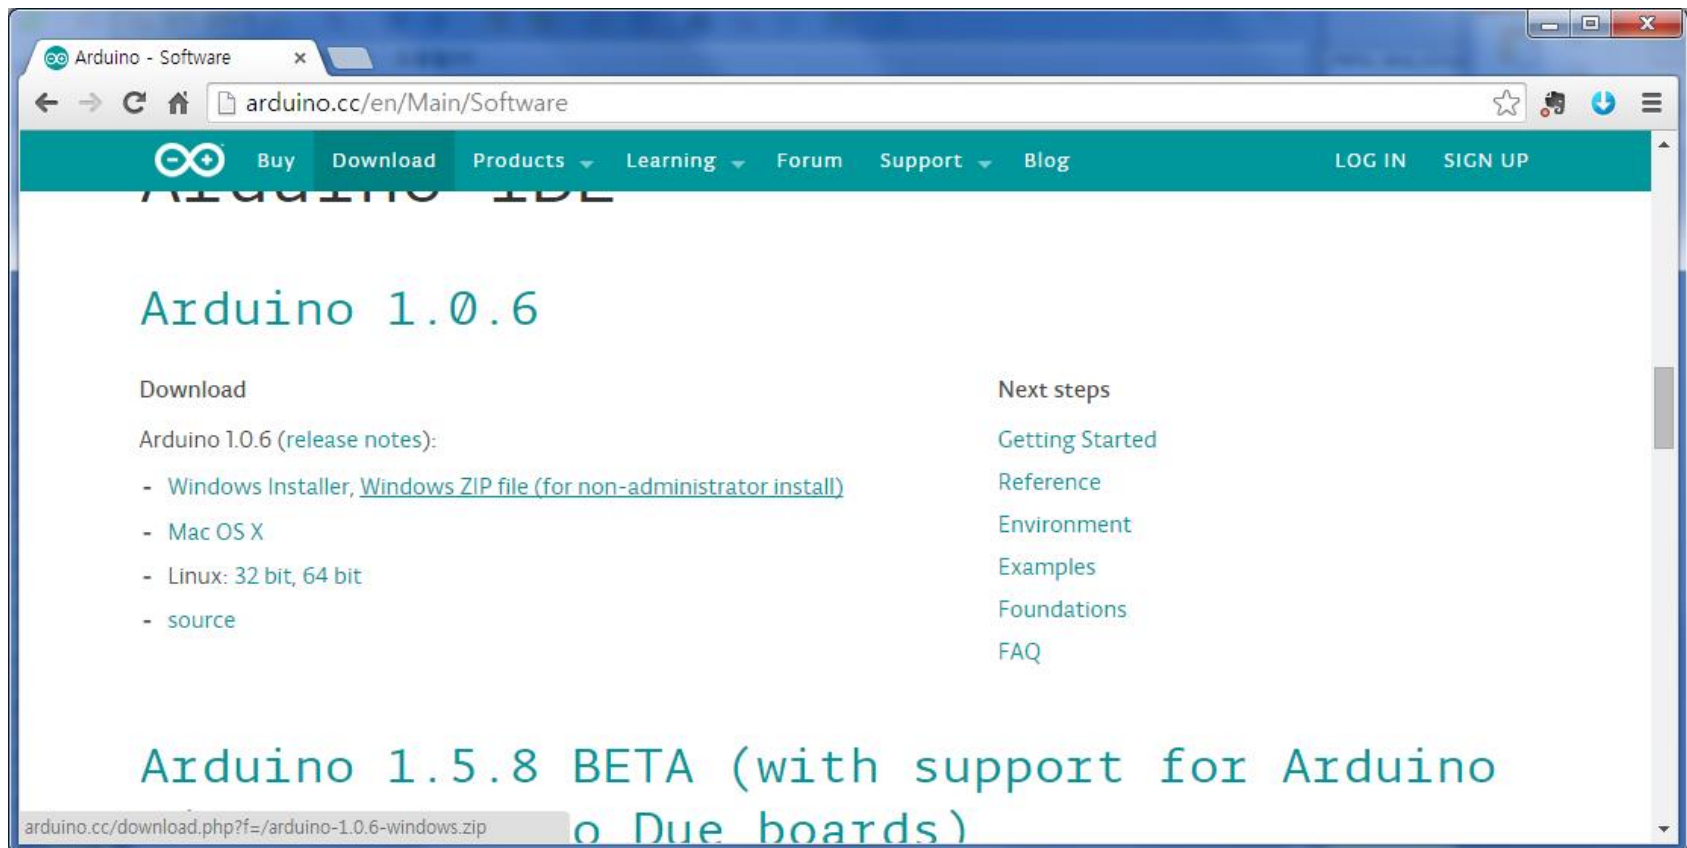 Arduino - Software
arduino.cc/en/Main/Software
Buy Download Products Learning Forum Support Blog LOG IN SIGN UP
Arduino IDE
Arduino 1.0.6
Download
Arduino 1.0.6 (release notes):
- Windows Installer, Windows ZIP file (for non-administrator install)
- Mac OS X
- Linux: 32 bit, 64 bit
- source
Next steps
Getting Started
Reference
Environment
Examples
Foundations
FAQ
Arduino 1.5.8 BETA (with support for Arduino
o Due boards)
arduino.cc/download.php?f=/arduino-1.0.6-windows.zip